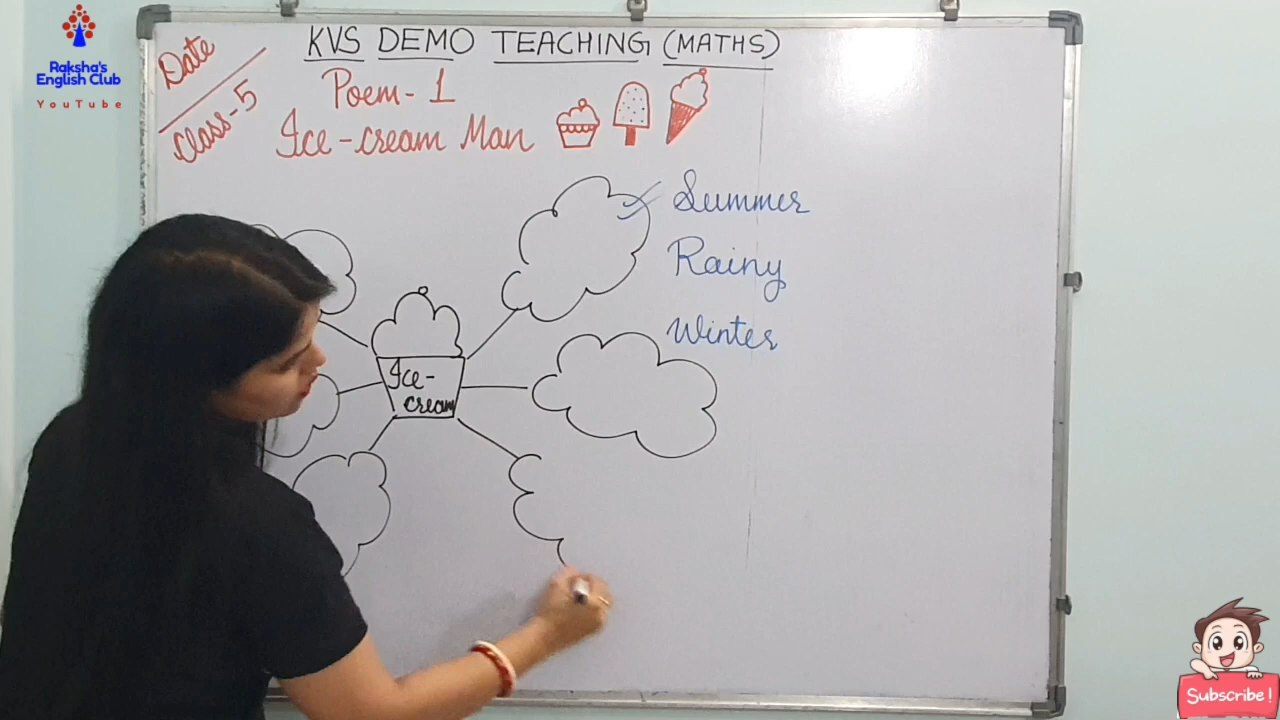 Raksha's
English Club
YouTube
Date
Class-5
KVS DEMO TEACHING (MATHS)
Poem-1
Ice-cream Man
Summer
Rainy
Winter
Ice-
cream
Subscribe!